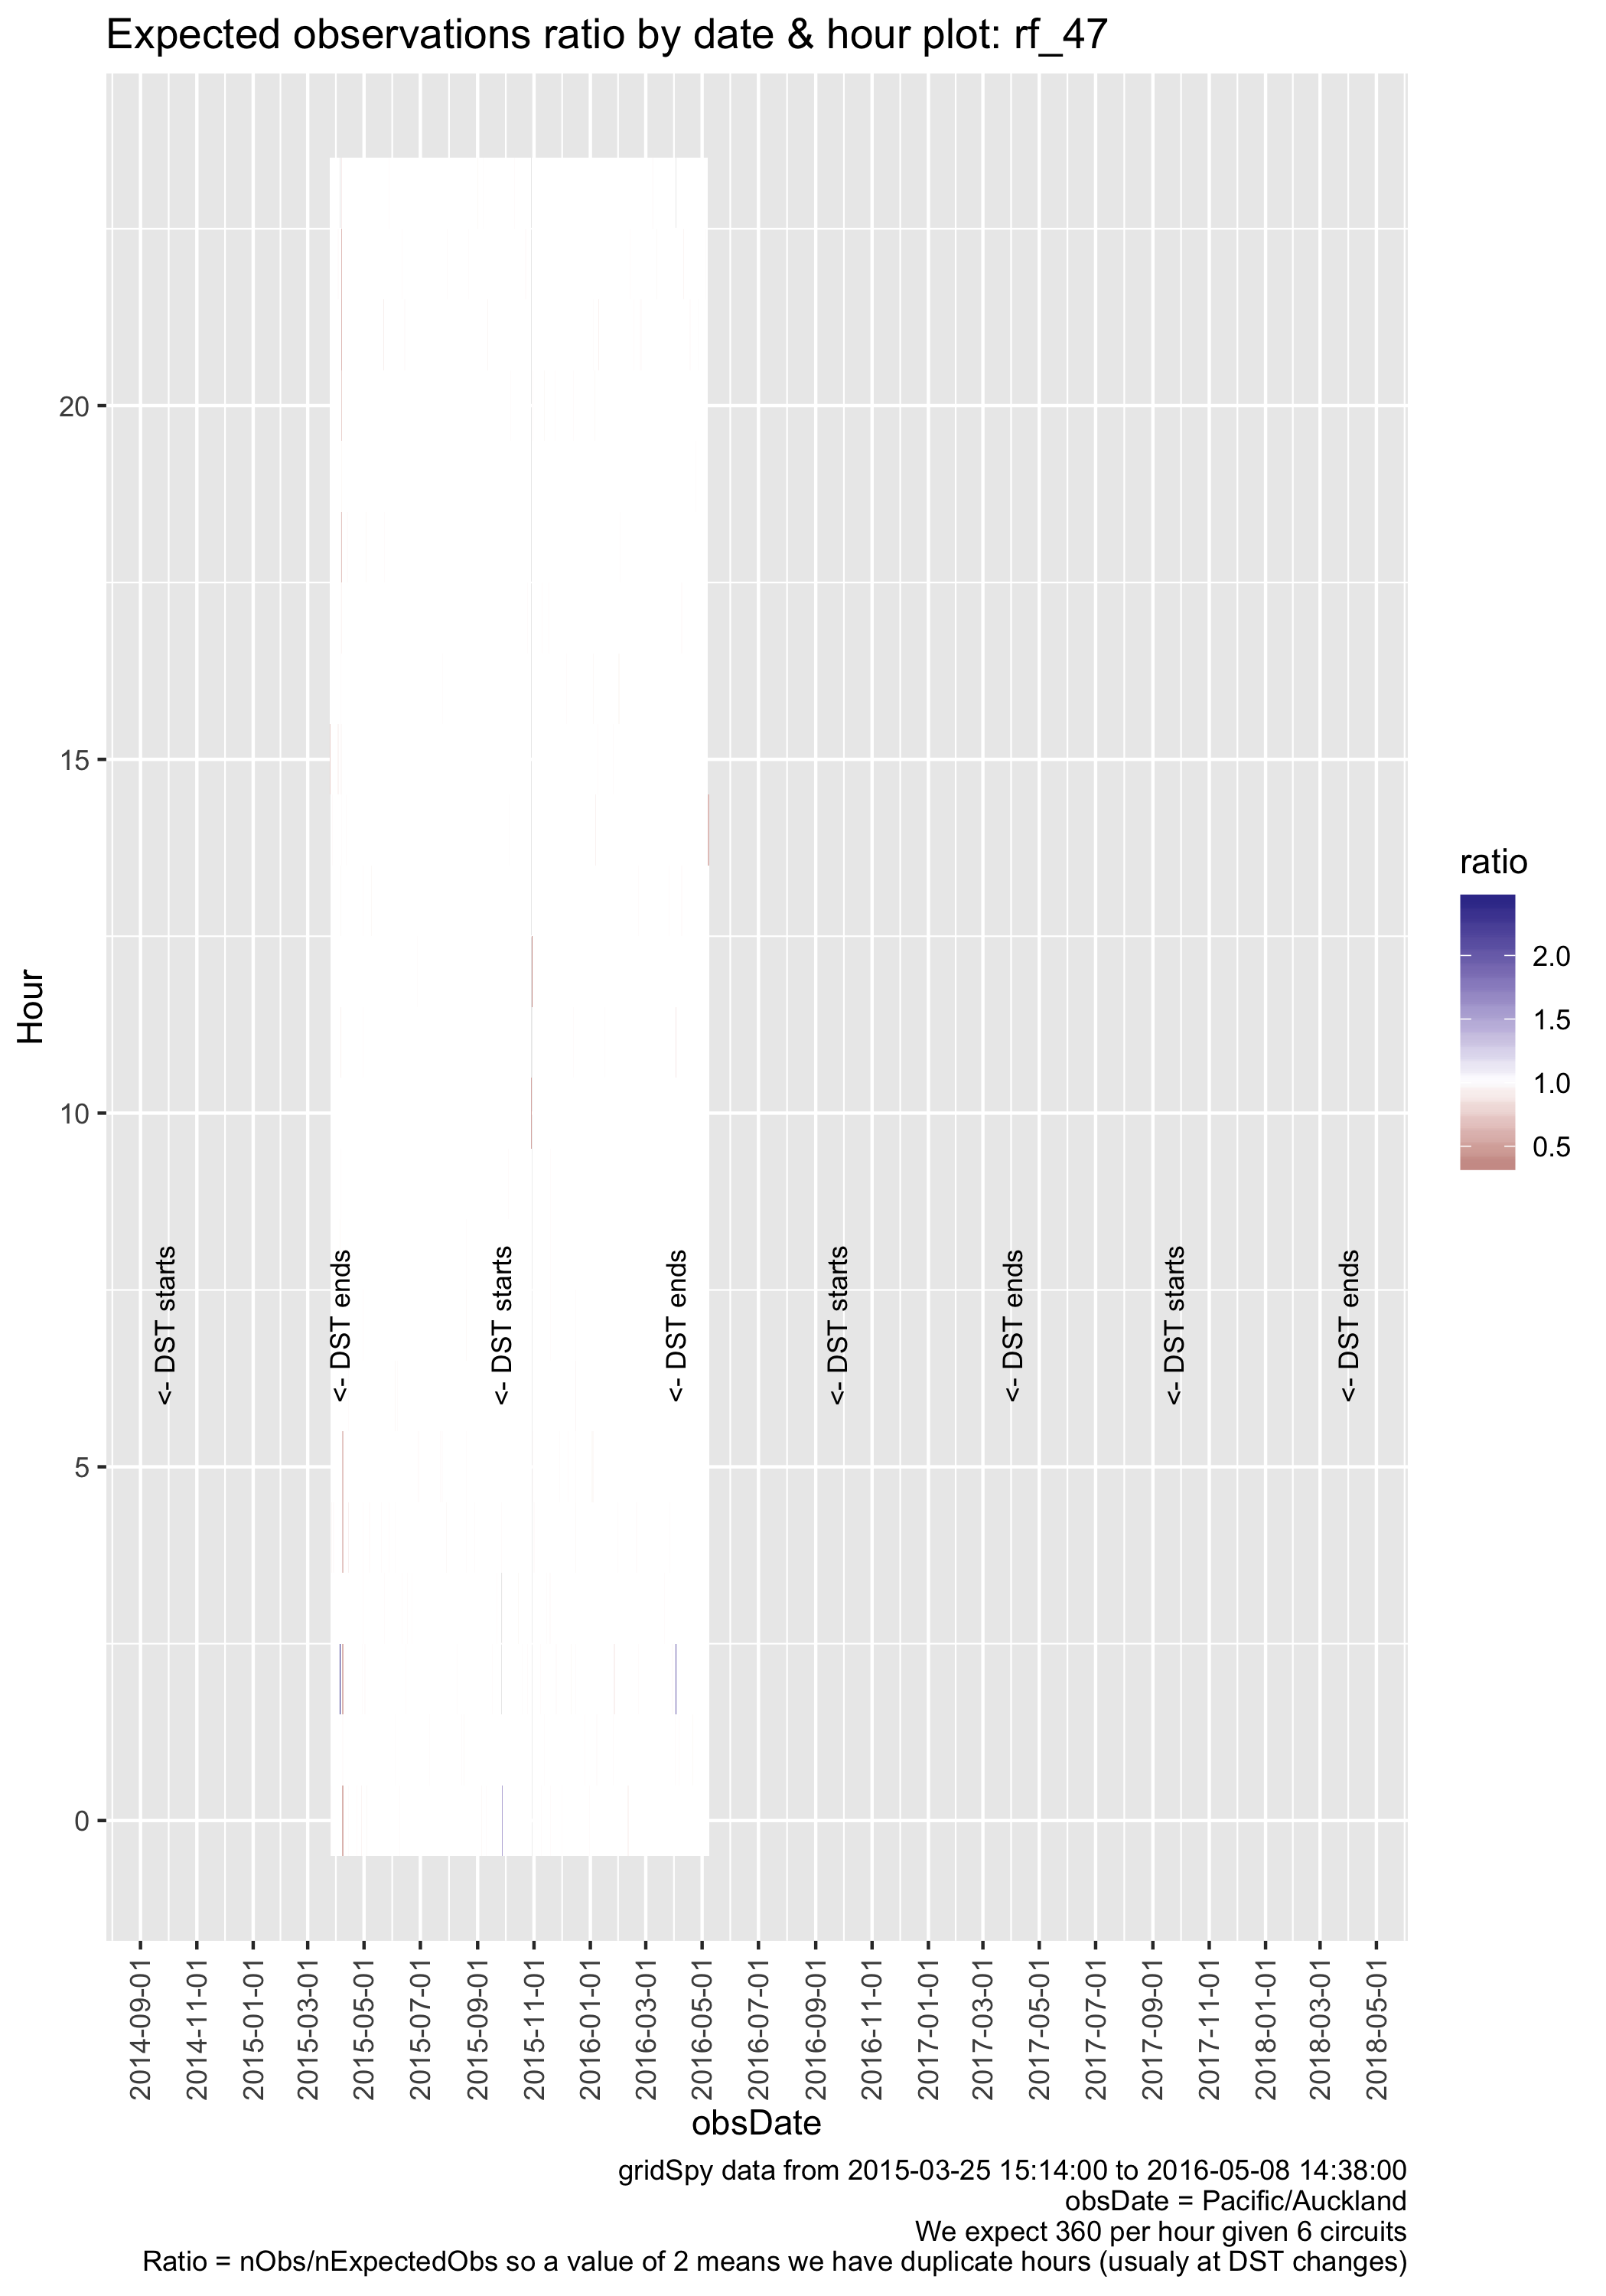 Expected observations ratio by date & hour plot: rf_47
20
15
10
5
0
Hour
<- DST starts
<- DST ends
<- DST starts
<- DST ends
<- DST starts
<- DST ends
<- DST starts
<- DST ends
ratio
2.0
1.5
1.0
0.5
2014-09-01
2014-11-01
2015-01-01
2015-03-01
2015-05-01
2015-07-01
2015-09-01
2015-11-01
2016-01-01
2016-03-01
2016-05-01
2016-07-01
2016-09-01
2016-11-01
2017-01-01
2017-03-01
2017-05-01
2017-07-01
2017-09-01
2017-11-01
2018-01-01
2018-03-01
2018-05-01
obsDate
gridSpy data from 2015-03-25 15:14:00 to 2016-05-08 14:38:00
obsDate = Pacific/Auckland
We expect 360 per hour given 6 circuits
Ratio = nObs/nExpectedObs so a value of 2 means we have duplicate hours (usualy at DST changes)